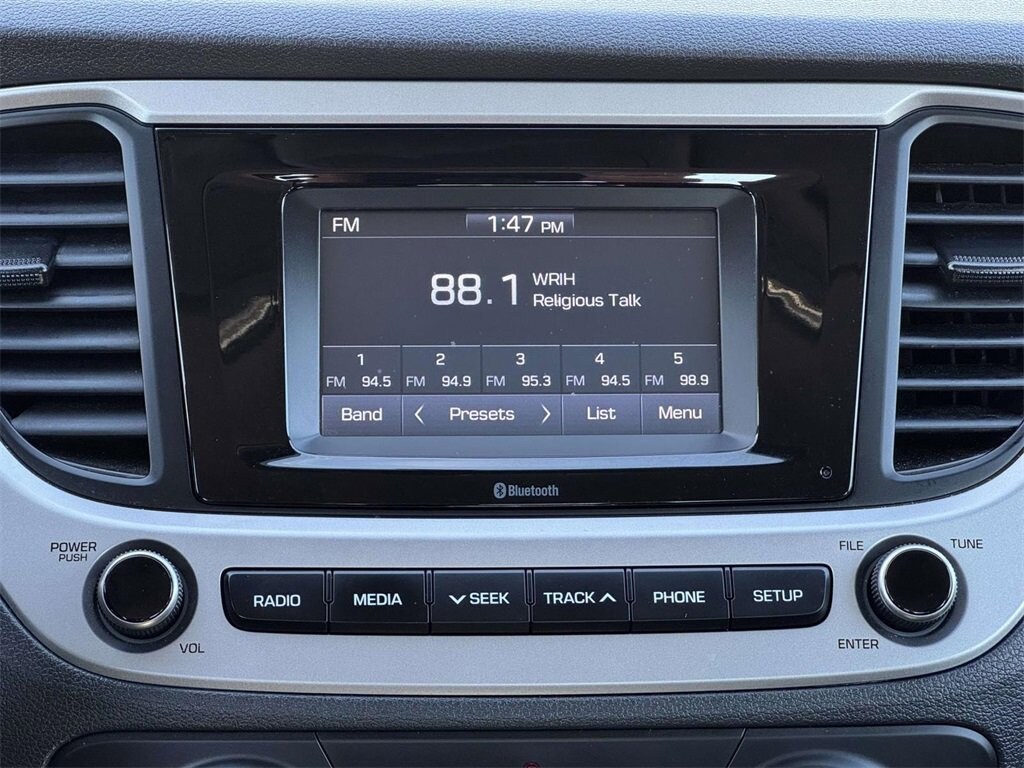 FM 1:47 PM
88.1 WRIH
Religious Talk
1 2 3 4 5
FM 94.5 FM 94.9 FM 95.3 FM 94.5 FM 98.9
Band < Presets > List Menu
Bluetooth
POWER
PUSH
VOL
RADIO MEDIA SEEK TRACK PHONE SETUP
FILE TUNE
ENTER